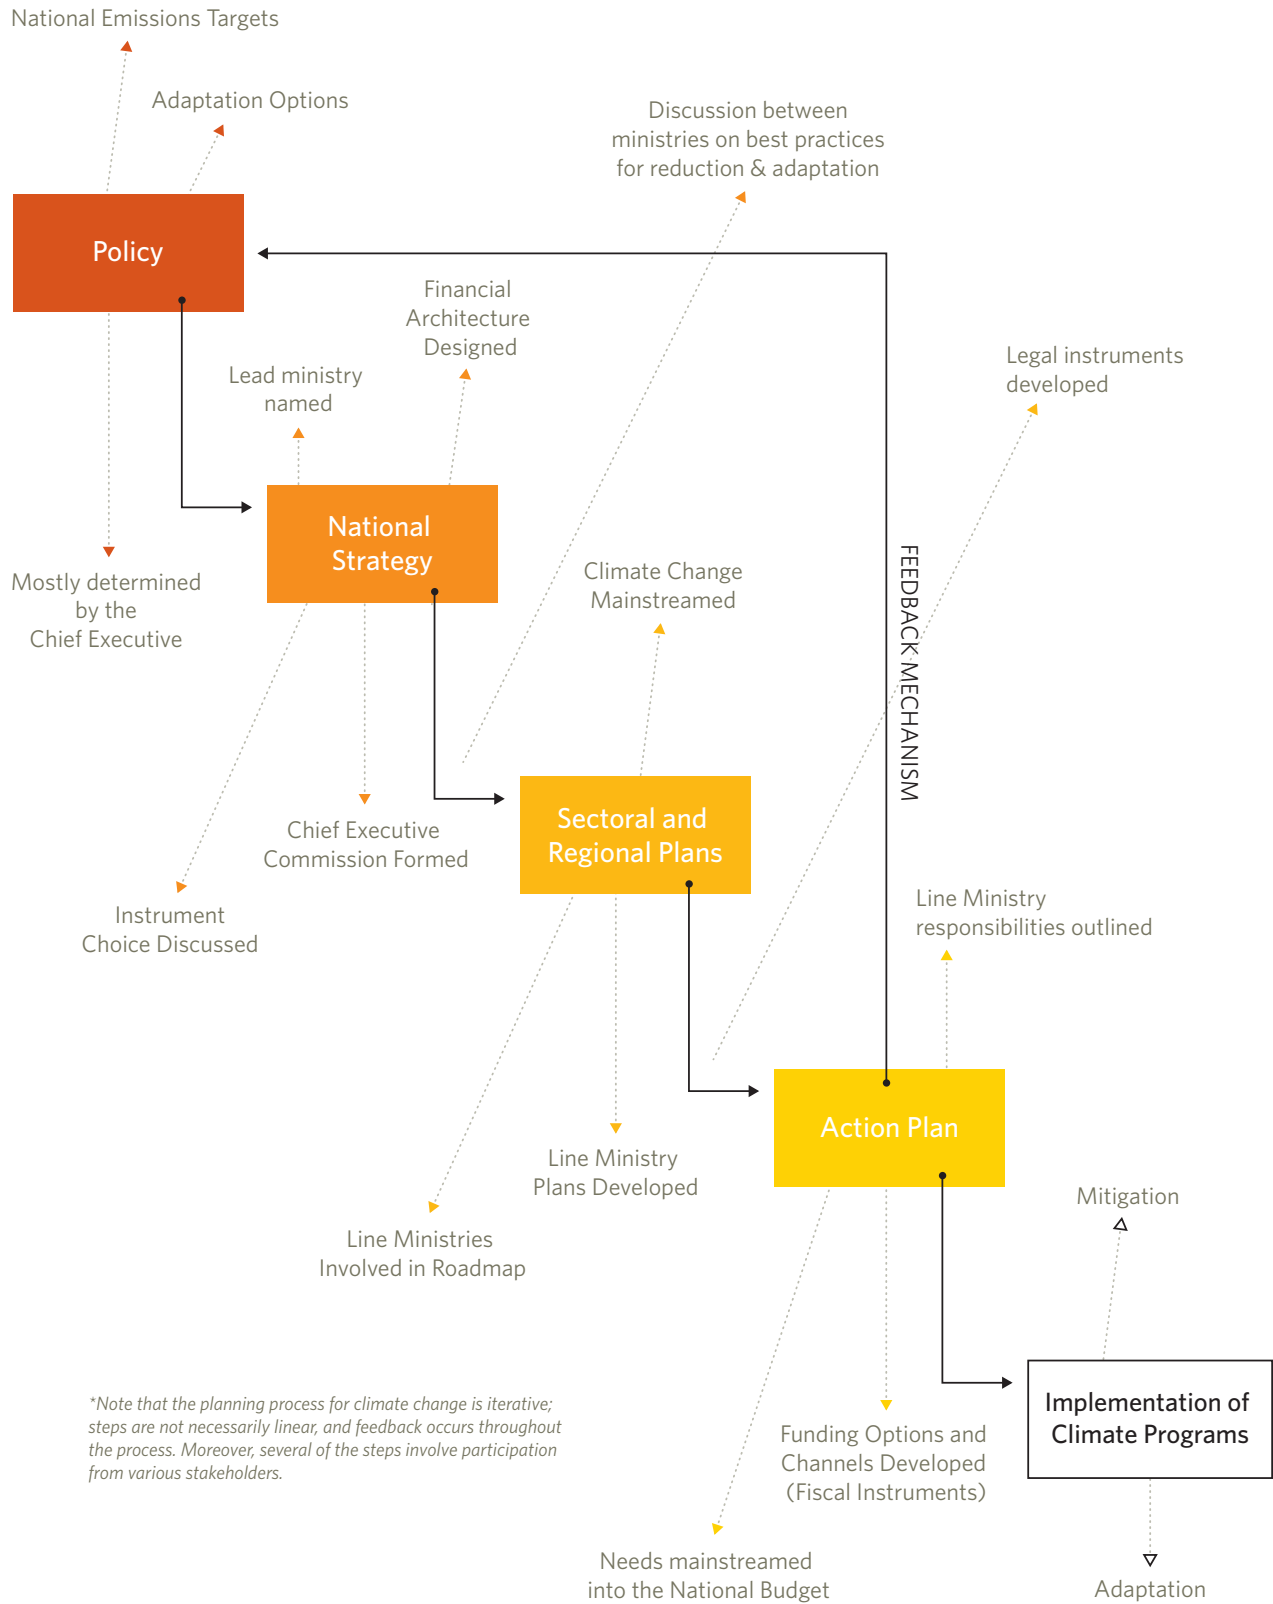 National Emissions Targets
Adaptation Options
Discussion between
ministries on best practices
for reduction & adaptation
Policy
Financial
Architecture
Designed
Lead ministry
named
Legal instruments
developed
National
Strategy
Mostly determined
by the
Chief Executive
Climate Change
Mainstreamed
FEEDBACK MECHANISM
Chief Executive
Commission Formed
Sectoral and
Regional Plans
Instrument
Choice Discussed
Line Ministry
responsibilities outlined
Action Plan
Line Ministry
Plans Developed
Line Ministries
Involved in Roadmap
Mitigation
*Note that the planning process for climate change is iterative;
steps are not necessarily linear, and feedback occurs throughout
the process. Moreover, several of the steps involve participation
from various stakeholders.
Implementation of
Climate Programs
Funding Options and
Channels Developed
(Fiscal Instruments)
Needs mainstreamed
into the National Budget
Adaptation